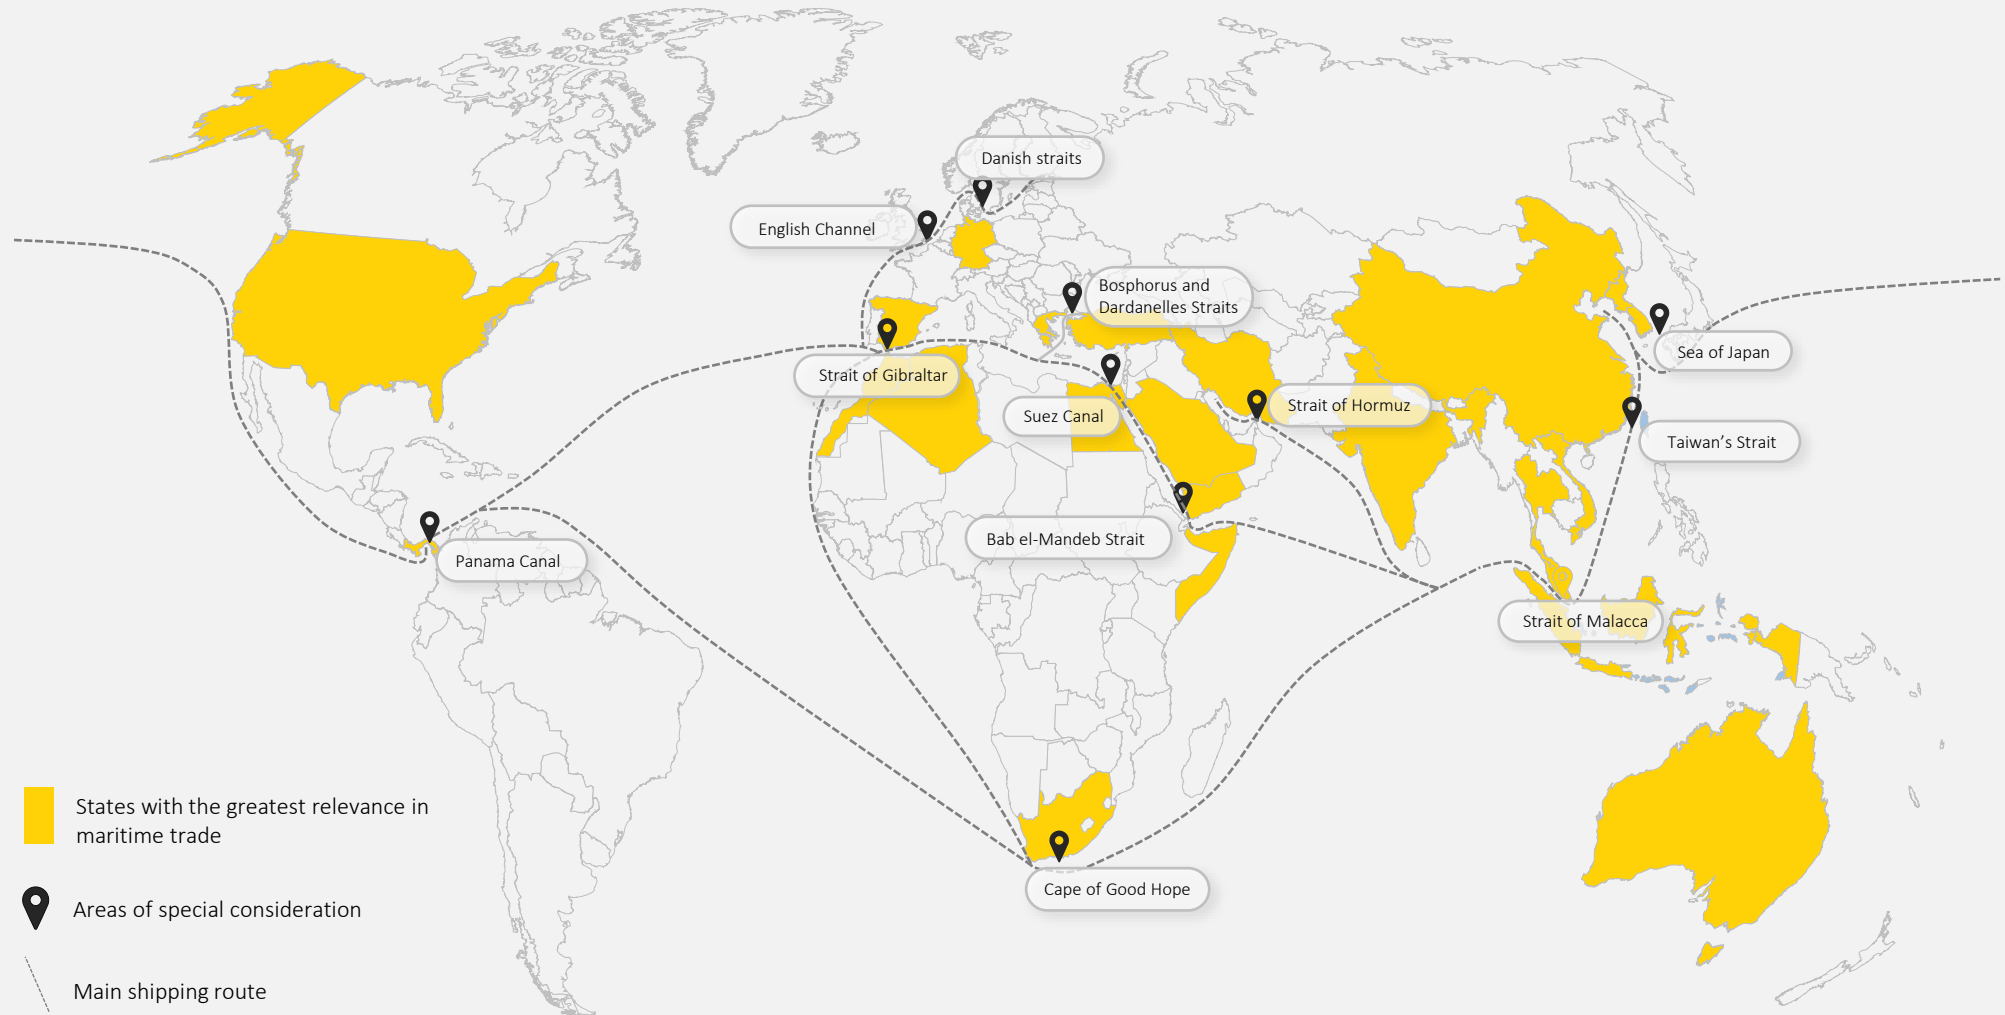 Danish straits
English Channel
Bosphorus and
Dardanelles Straits
Sea of Japan
Strait of Gibraltar
Suez Canal
Strait of Hormuz
Taiwan’s Strait
Bab el-Mandeb Strait
Panama Canal
Strait of Malacca
Cape of Good Hope
States with the greatest relevance in
maritime trade
Areas of special consideration
Main shipping route